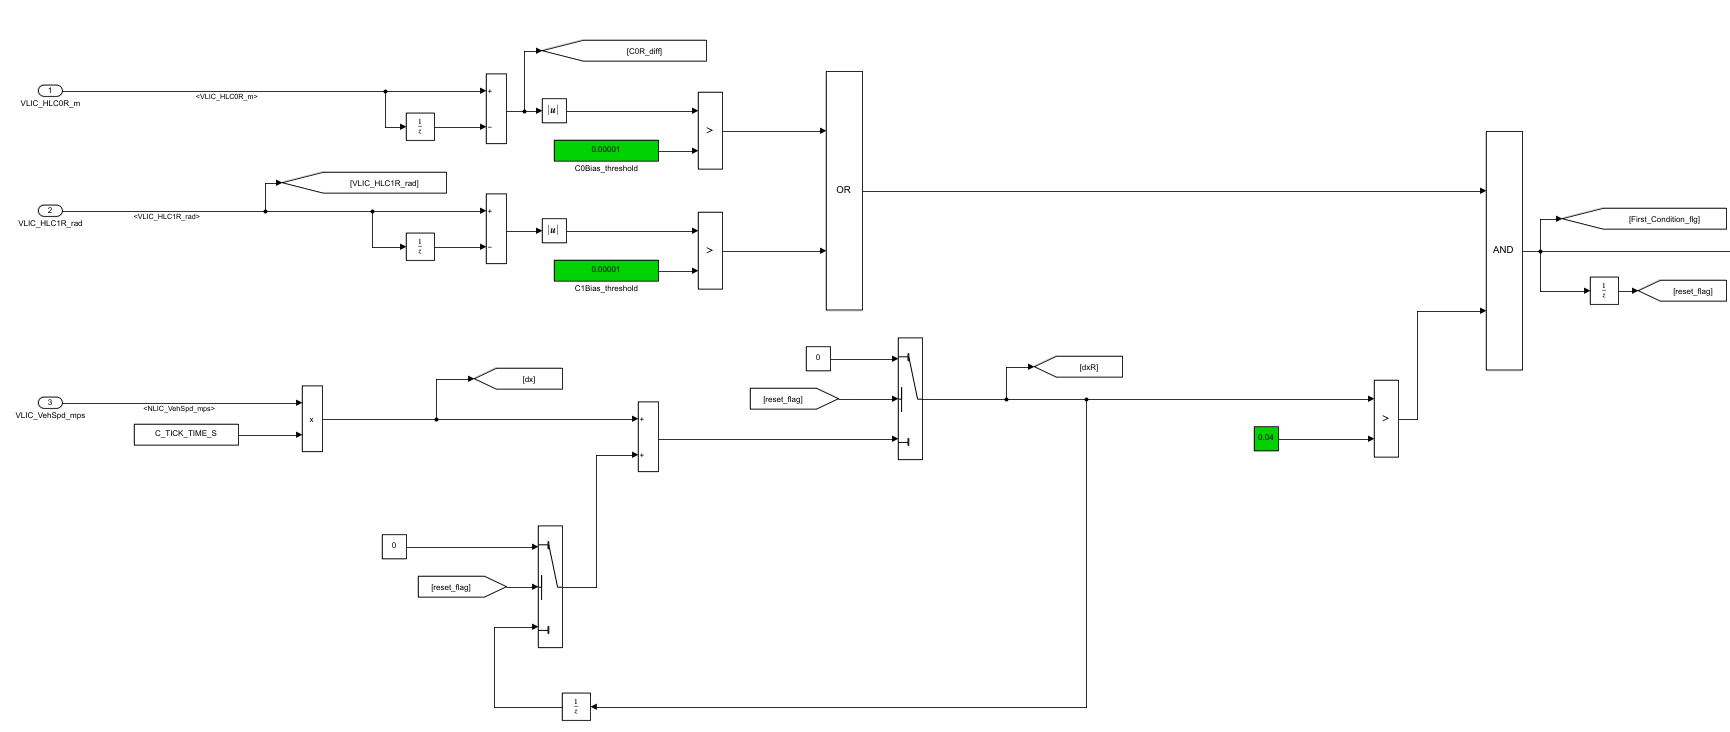 [C0R_diff]
1
VLIC_HLC0R_m
<VLIC_HLC0R_m>
+
−
1
z
|u|
>
0.00001
C0Bias_threshold
[VLIC_HLC1R_rad]
2
VLIC_HLC1R_rad
<VLIC_HLC1R_rad>
+
−
1
z
|u|
>
0.00001
C1Bias_threshold
OR
AND
[First_Condition_flg]
1
z
[reset_flag]
3
VLIC_VehSpd_mps
<NLIC_VehSpd_mps>
C_TICK_TIME_S
x
[dx]
+
+
0
[reset_flag]
[dxR]
0.04
>
0
[reset_flag]
1
z